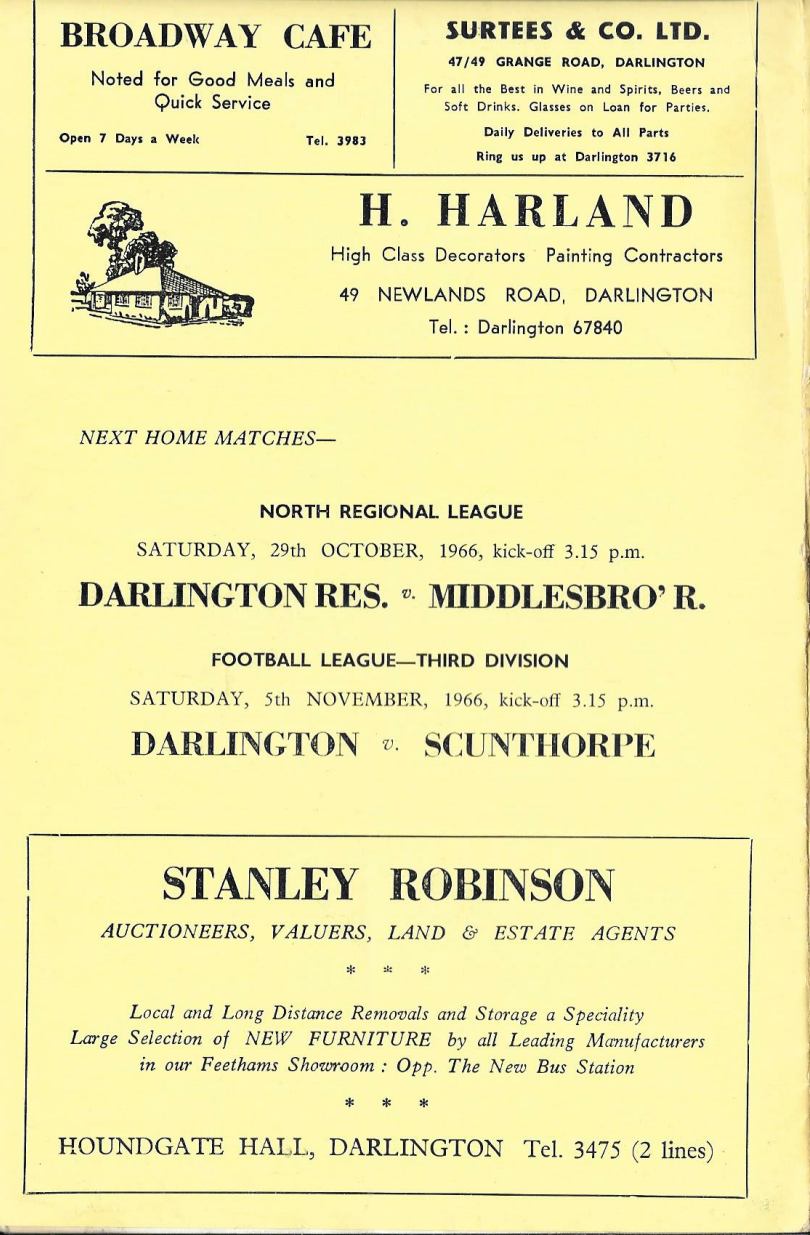 BROADWAY CAFE
Noted for Good Meals and
Quick Service
Open 7 Days a Week Tel. 3983
SURTEES & CO. LTD.
47/49 GRANGE ROAD, DARLINGTON
For all the Best in Wine and Spirits, Beers and
Soft Drinks. Glasses on Loan for Parties.
Daily Deliveries to All Parts
Ring us up at Darlington 3716
H. HARLAND
High Class Decorators Painting Contractors
49 NEWLANDS ROAD, DARLINGTON
Tel. : Darlington 67840
NEXT HOME MATCHES—
NORTH REGIONAL LEAGUE
SATURDAY, 29th OCTOBER, 1966, kick-off 3.15 p.m.
DARLINGTON RES. v. MIDDLESBRO' R.
FOOTBALL LEAGUE—THIRD DIVISION
SATURDAY, 5th NOVEMBER, 1966, kick-off 3.15 p.m.
DARLINGTON v. SCUNTHORPE
STANLEY ROBINSON
AUCTIONEERS, VALUERS, LAND & ESTATE AGENTS
* * *
Local and Long Distance Removals and Storage a Speciality
Large Selection of NEW FURNITURE by all Leading Manufacturers
in our Feethams Showroom : Opp. The New Bus Station
* * *
HOUNDGATE HALL, DARLINGTON Tel. 3475 (2 lines)